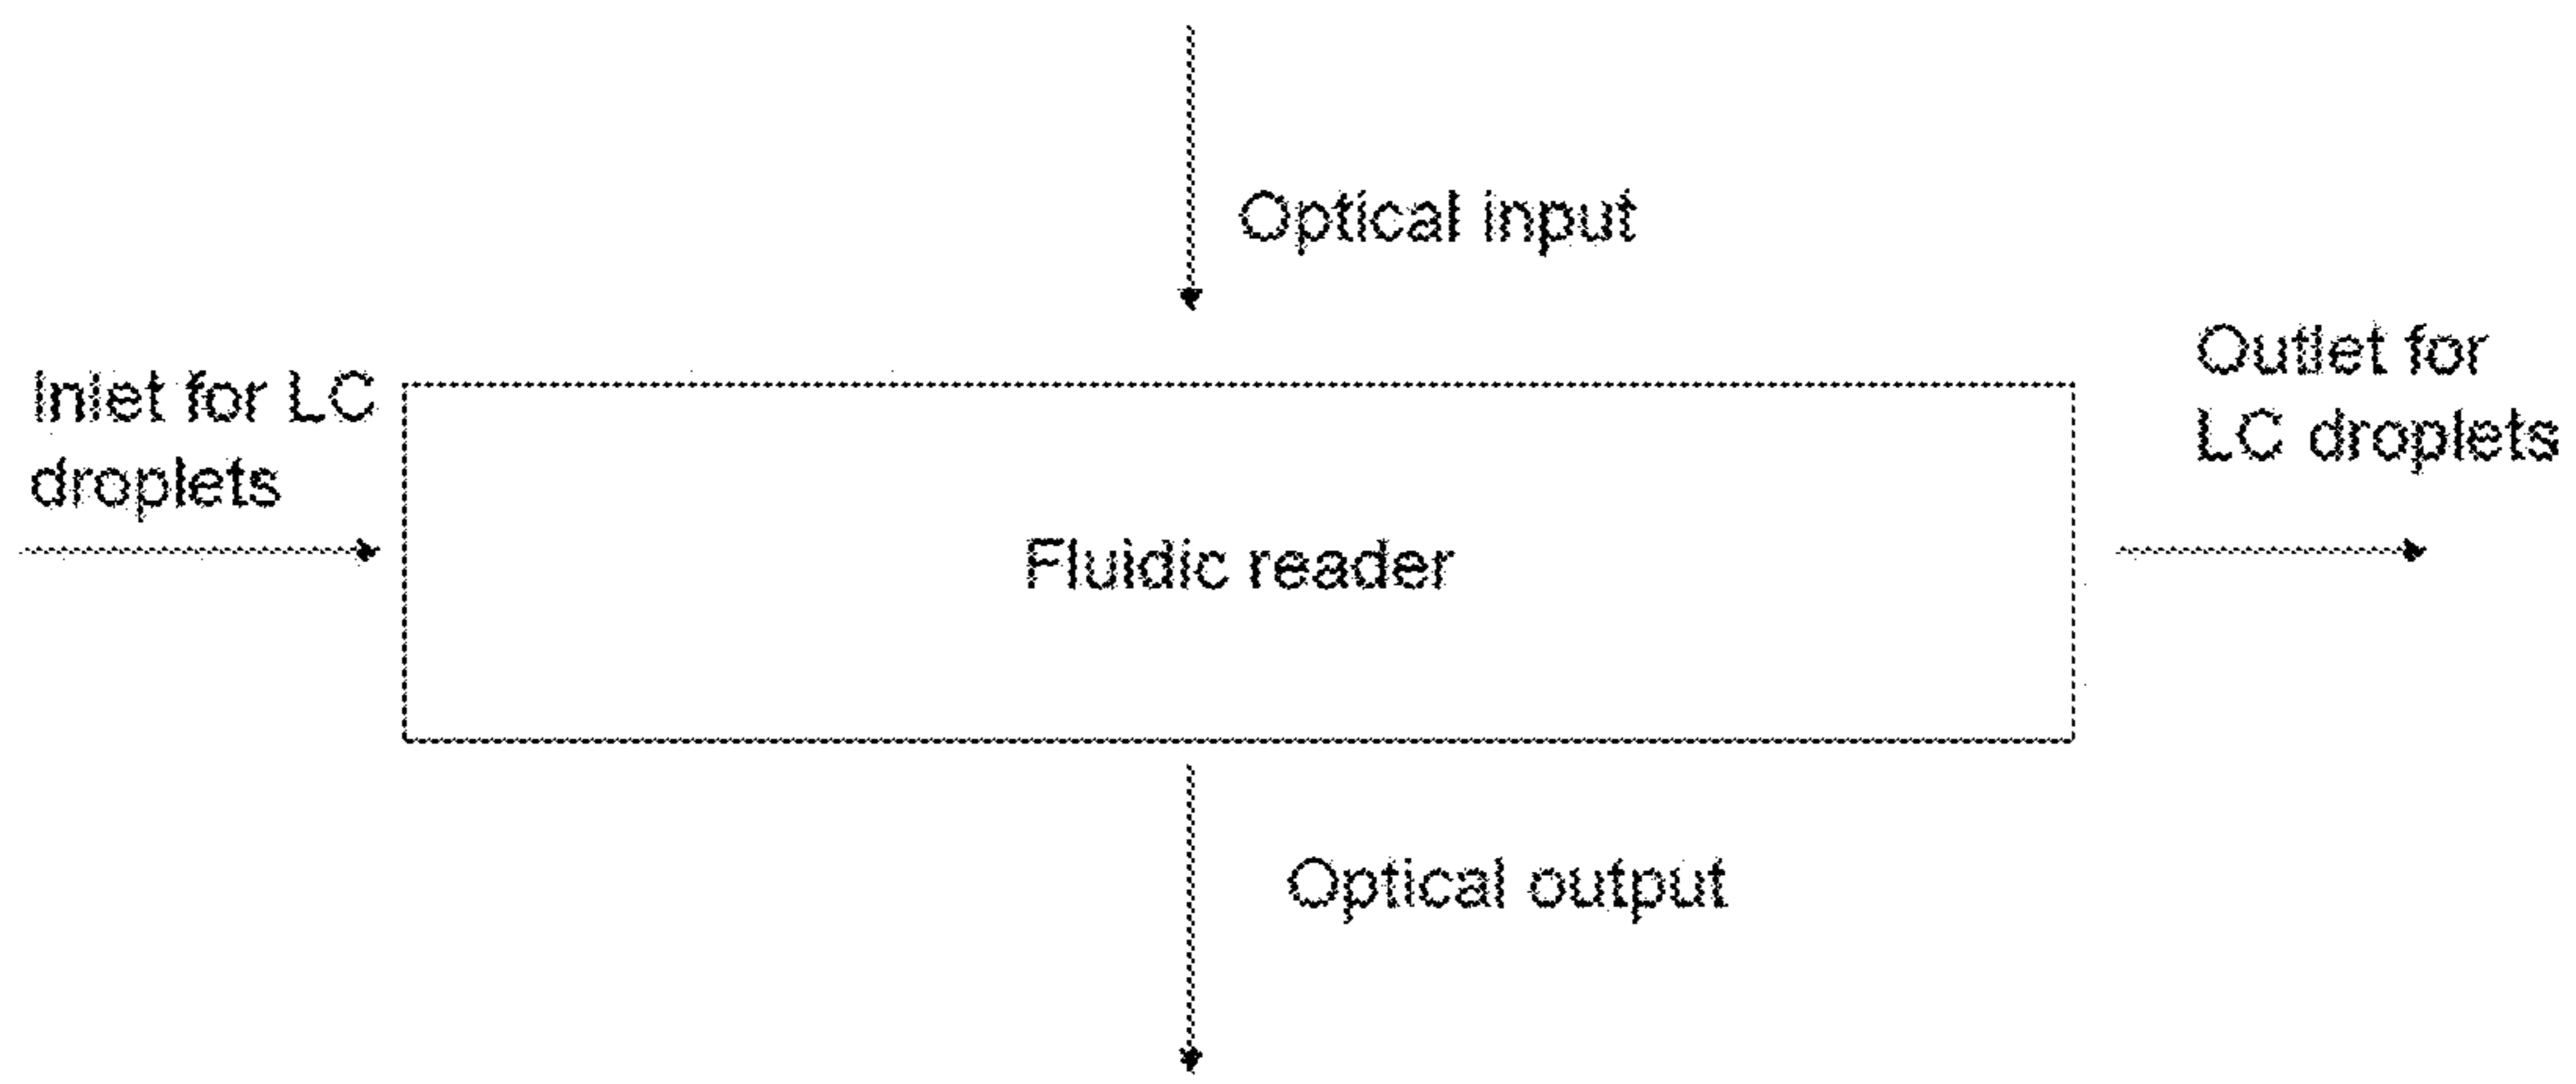 Optical input
Inlet for LC
droplets
Outlet for
LC droplets
Fluidic reader
Optical output